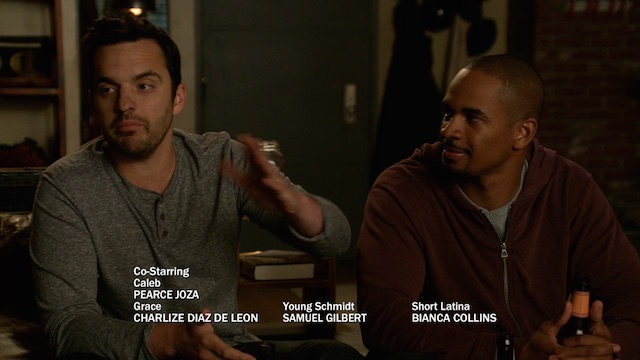 Co-Starring
Caleb
PEARCE JOZA
Grace
CHARLIZE DIAZ DE LEON
Young Schmidt
SAMUEL GILBERT
Short Latina
BIANCA COLLINS